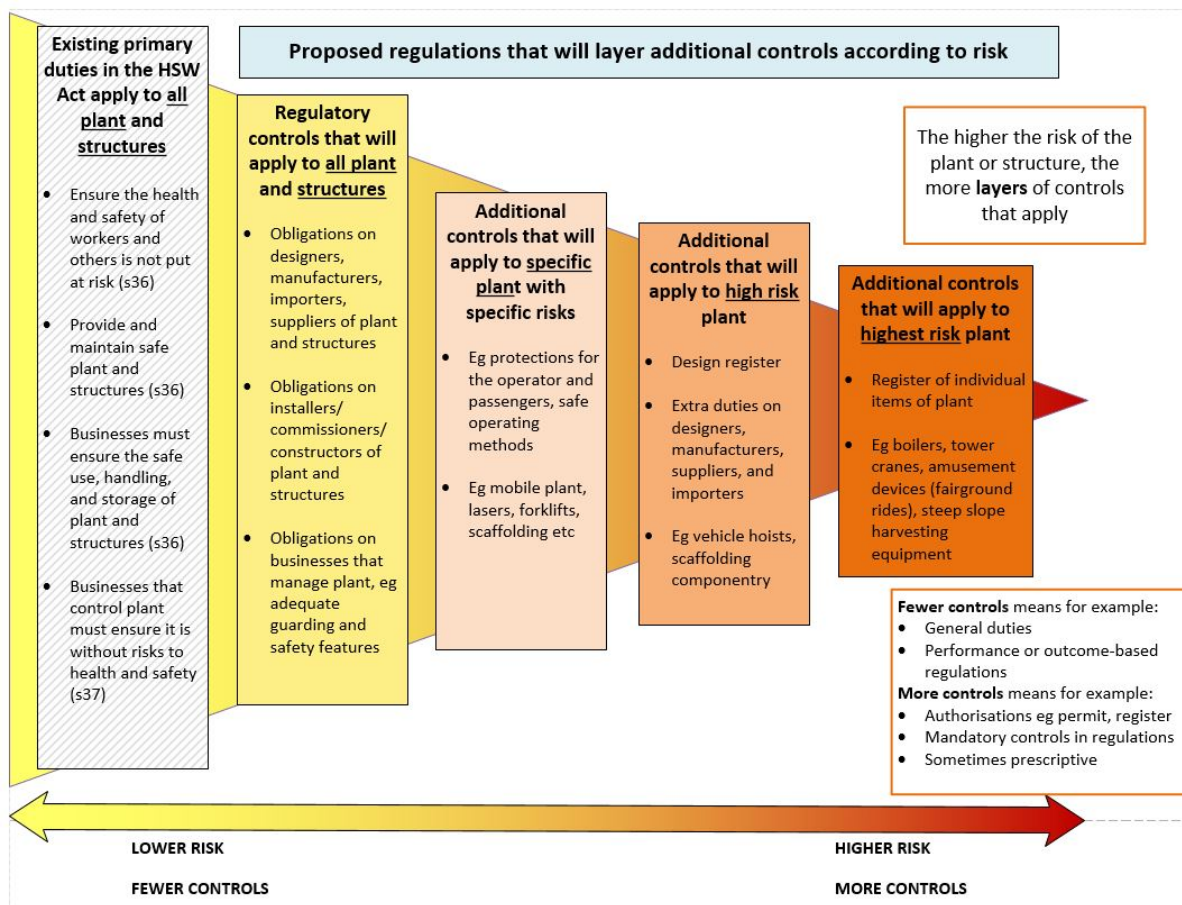 Existing primary
duties in the HSW
Act apply to all
plant and
structures
• Ensure the health
and safety of
workers and
others is not put
at risk (s36)
• Provide and
maintain safe
plant and
structures (s36)
• Businesses must
ensure the safe
use, handling,
and storage of
plant and
structures (s36)
• Businesses that
control plant
must ensure it is
without risks to
health and safety
(s37)
Proposed regulations that will layer additional controls according to risk
Regulatory
controls that will
apply to all plant
and structures
• Obligations on
designers,
manufacturers,
importers,
suppliers of plant
and structures
• Obligations on
installers/
commissioners/
constructors of
plant and
structures
• Obligations on
businesses that
manage plant, eg
adequate
guarding and
safety features
Additional
controls that will
apply to specific
plant with
specific risks
• Eg protections for
the operator and
passengers, safe
operating
methods
• Eg mobile plant,
lasers, forklifts,
scaffolding etc
Additional
controls that will
apply to high risk
plant
• Design register
• Extra duties on
designers,
manufacturers,
suppliers, and
importers
• Eg vehicle hoists,
scaffolding
componentry
The higher the risk of the
plant or structure, the
more layers of controls
that apply
Additional controls
that will apply to
highest risk plant
• Register of individual
items of plant
• Eg boilers, tower
cranes, amusement
devices (fairground
rides), steep slope
harvesting
equipment
Fewer controls means for example:
• General duties
• Performance or outcome-based
regulations
More controls means for example:
• Authorisations eg permit, register
• Mandatory controls in regulations
• Sometimes prescriptive
LOWER RISK
FEWER CONTROLS
HIGHER RISK
MORE CONTROLS